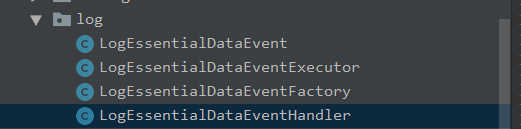 log
C LogEssentialDataEvent
C LogEssentialDataEventExecutor
C LogEssentialDataEventFactory
C LogEssentialDataEventHandler